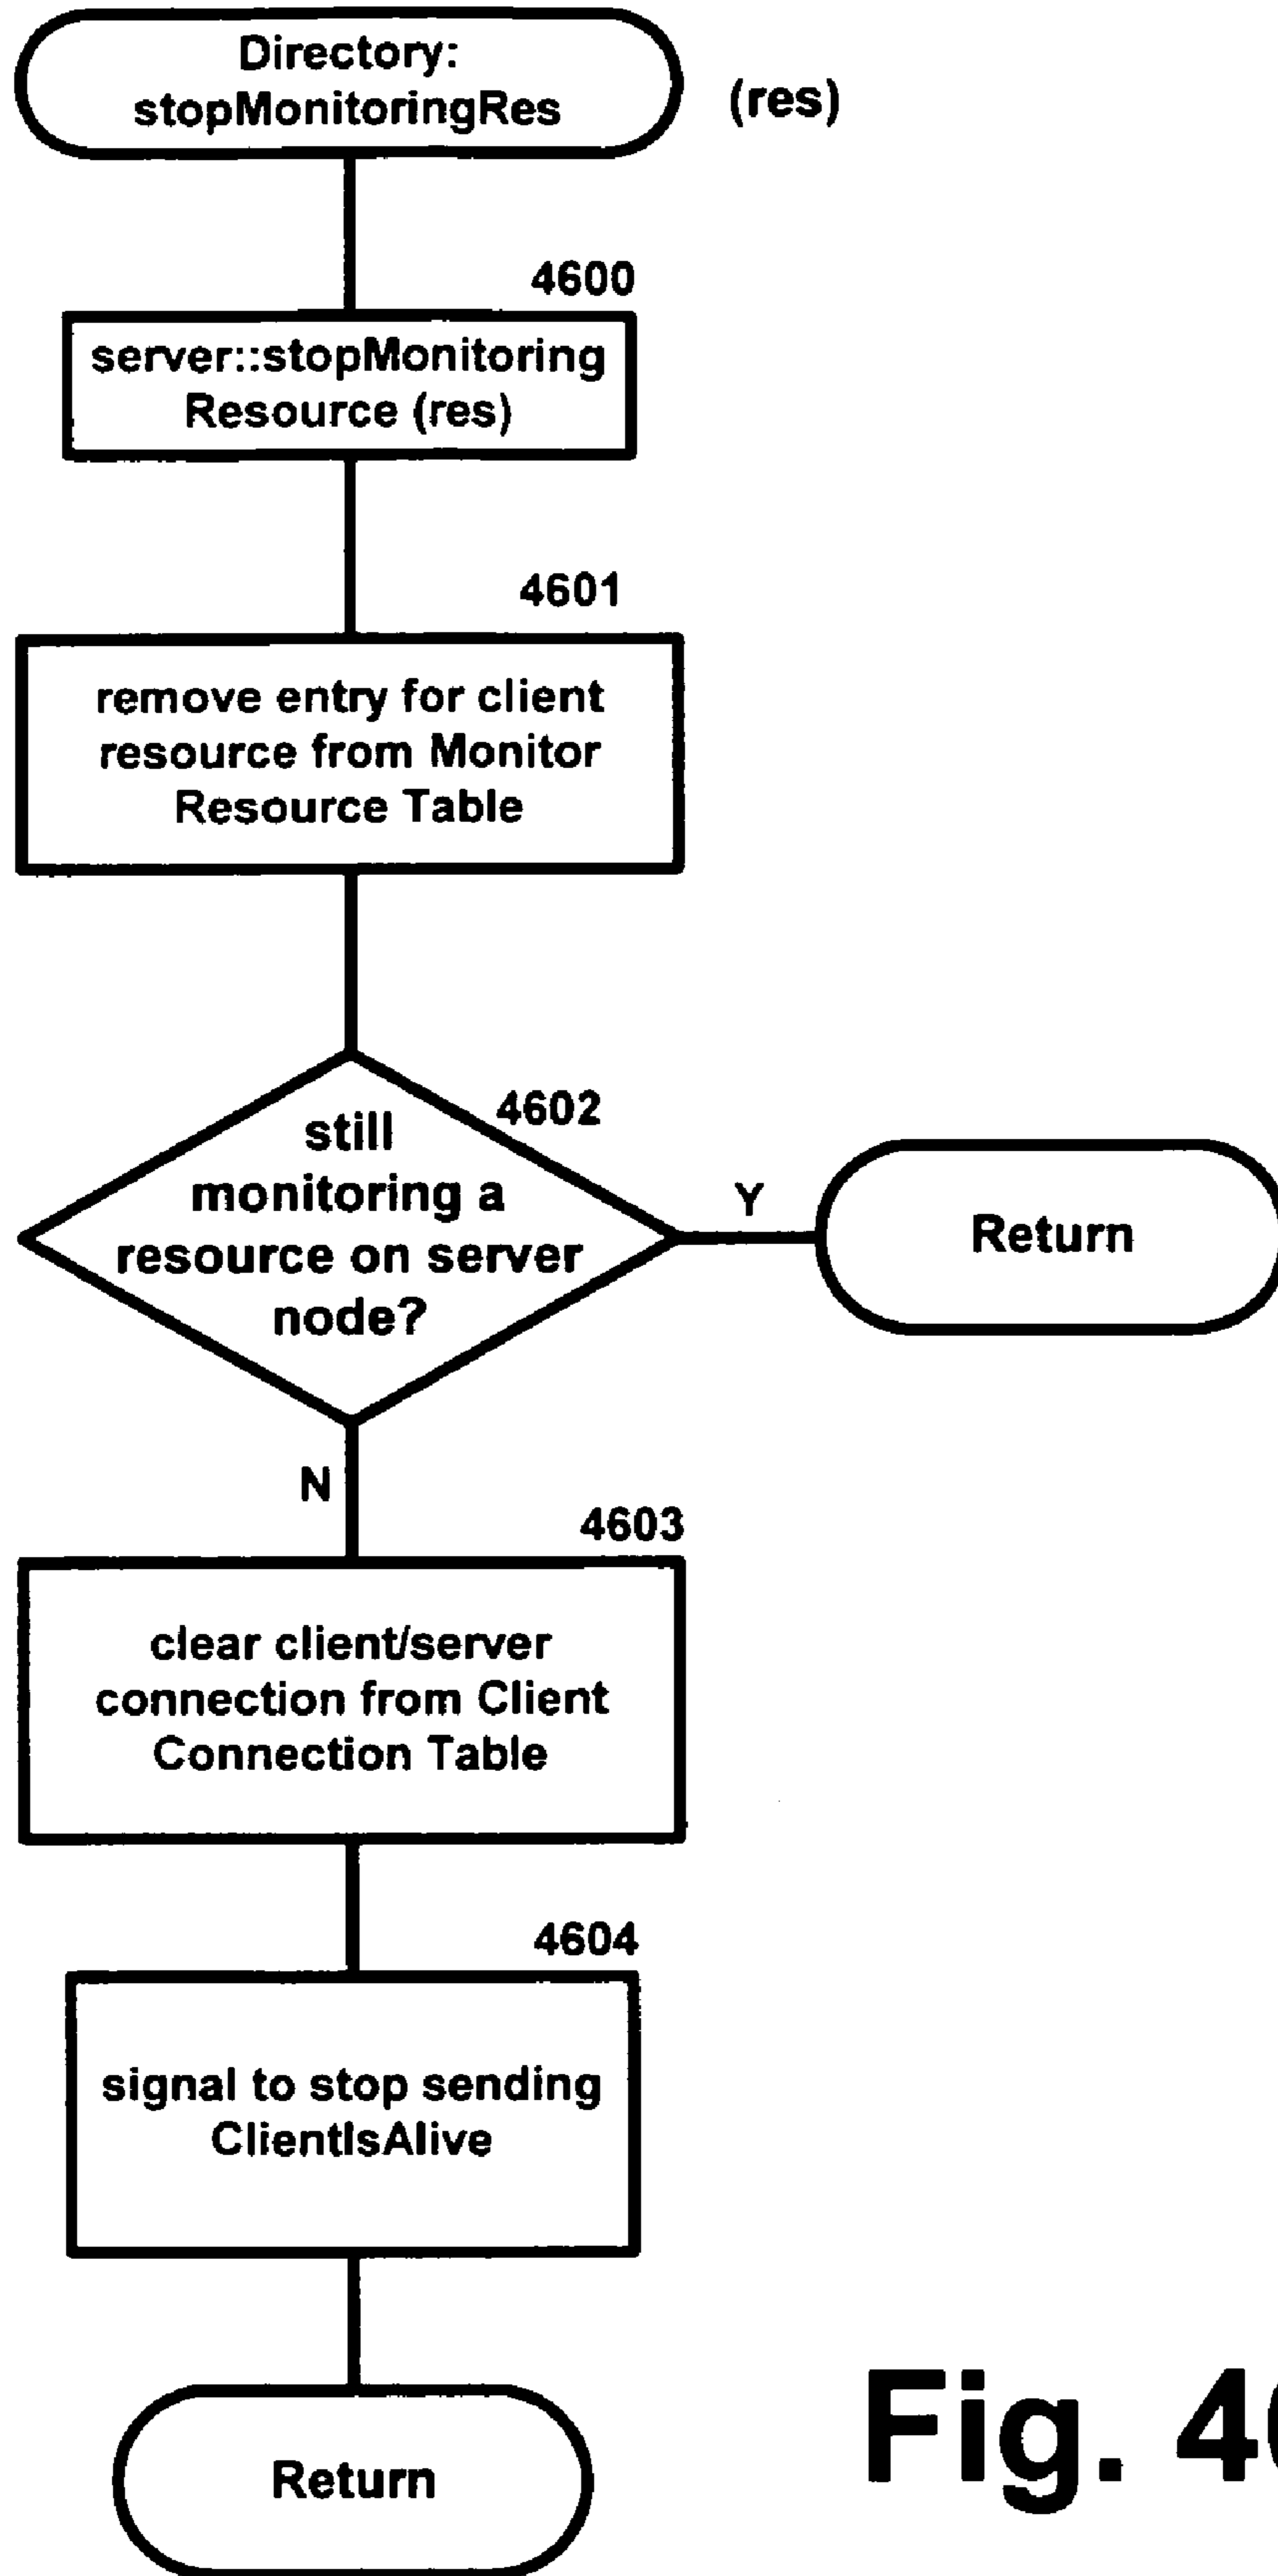 Directory:
stopMonitoringRes
(res)
4600
server::stopMonitoring
Resource (res)
4601
remove entry for client
resource from Monitor
Resource Table
4602
still
monitoring a
resource on server
node?
Y
Return
N
4603
clear client/server
connection from Client
Connection Table
4604
signal to stop sending
ClientIsAlive
Return
Fig.